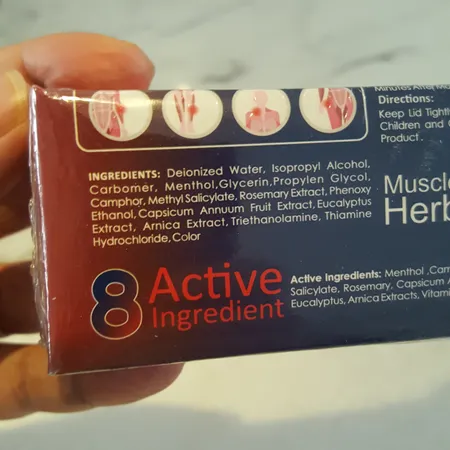 Directions:
Keep Lid Tightl
Children and
Product.
INGREDIENTS: Deionized Water, Isopropyl Alcohol,
Carbomer, Menthol,Glycerin,Propylen Glycol,
Camphor, Methyl Salicylate, Rosemary Extract, Phenoxy
Ethanol, Capsicum Annuum Fruit Extract, Eucalyptus
Extract, Arnica Extract, Triethanolamine, Thiamine
Hydrochloride, Color
Muscle
Herb
8 Active
Ingredient
Active Ingredients: Menthol ,Cam
Salicylate, Rosemary, Capsicum A
Eucalyptus, Arnica Extracts, Vitam